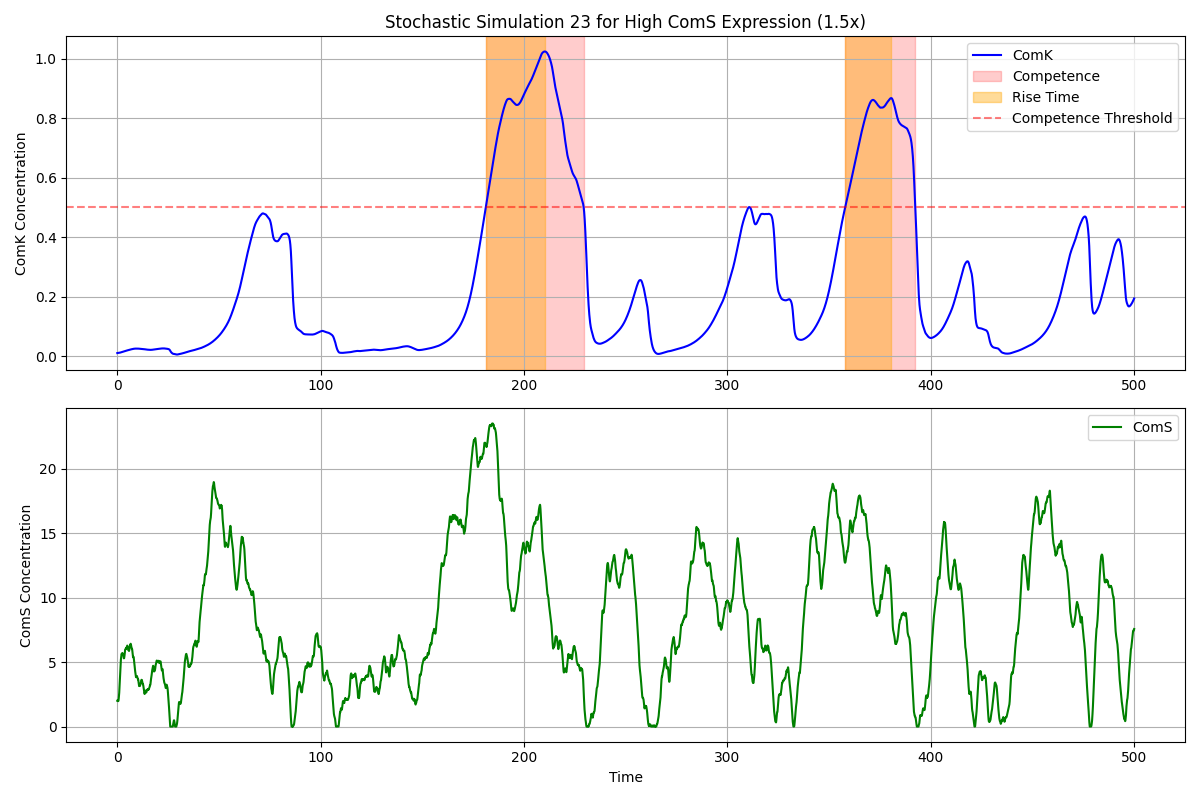 Stochastic Simulation 23 for High ComS Expression (1.5x)
ComK Concentration
1.0
0.8
0.6
0.4
0.2
0.0
ComK
Competence
Rise Time
Competence Threshold
0 100 200 300 400 500
ComS Concentration
20
15
10
5
0
ComS
0 100 200 300 400 500
Time